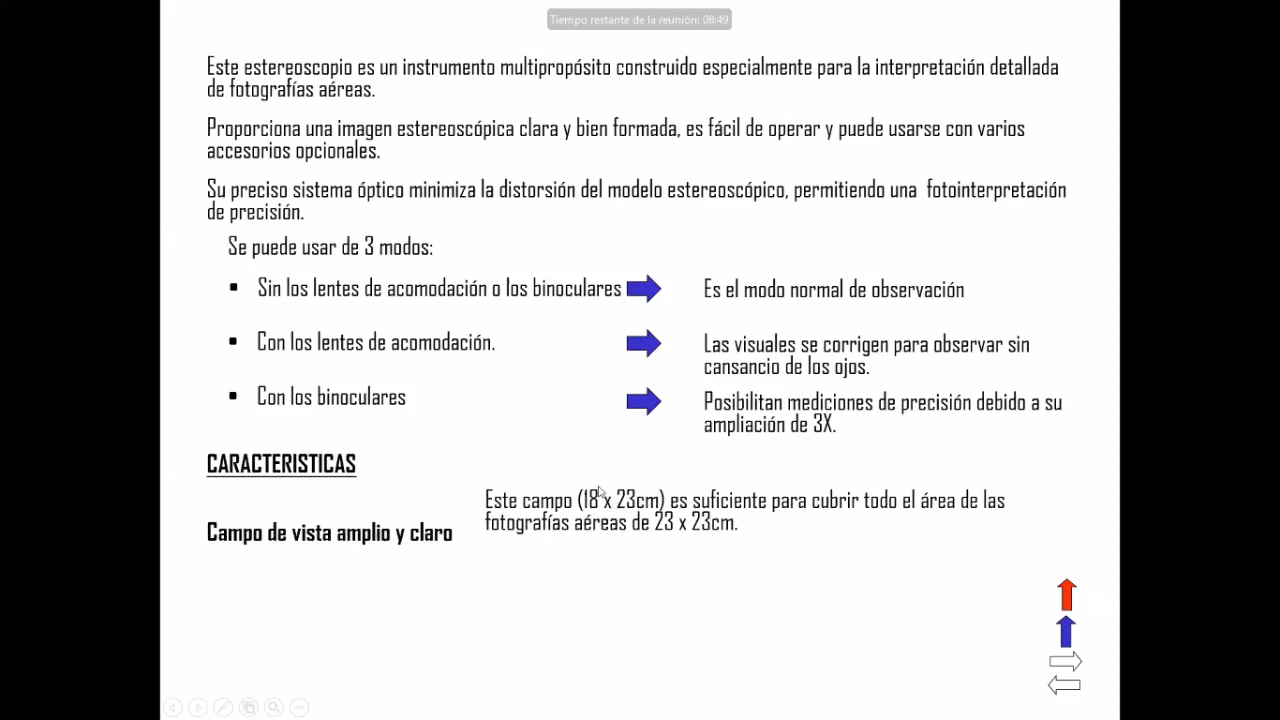 Tiempo restante de la reunión: 08:49
Este estereoscopio es un instrumento multipropósito construido especialmente para la interpretación detallada
de fotografías aéreas.
Proporciona una imagen estereoscópica clara y bien formada, es fácil de operar y puede usarse con varios
accesorios opcionales.
Su preciso sistema óptico minimiza la distorsión del modelo estereoscópico, permitiendo una fotointerpretación
de precisión.
Se puede usar de 3 modos:
▪ Sin los lentes de acomodación o los binoculares
Es el modo normal de observación
▪ Con los lentes de acomodación.
Las visuales se corrigen para observar sin
cansancio de los ojos.
▪ Con los binoculares
Posibilitan mediciones de precisión debido a su
ampliación de 3X.
CARACTERISTICAS
Campo de vista amplio y claro
Este campo (18 x 23cm) es suficiente para cubrir todo el área de las
fotografías aéreas de 23 x 23cm.